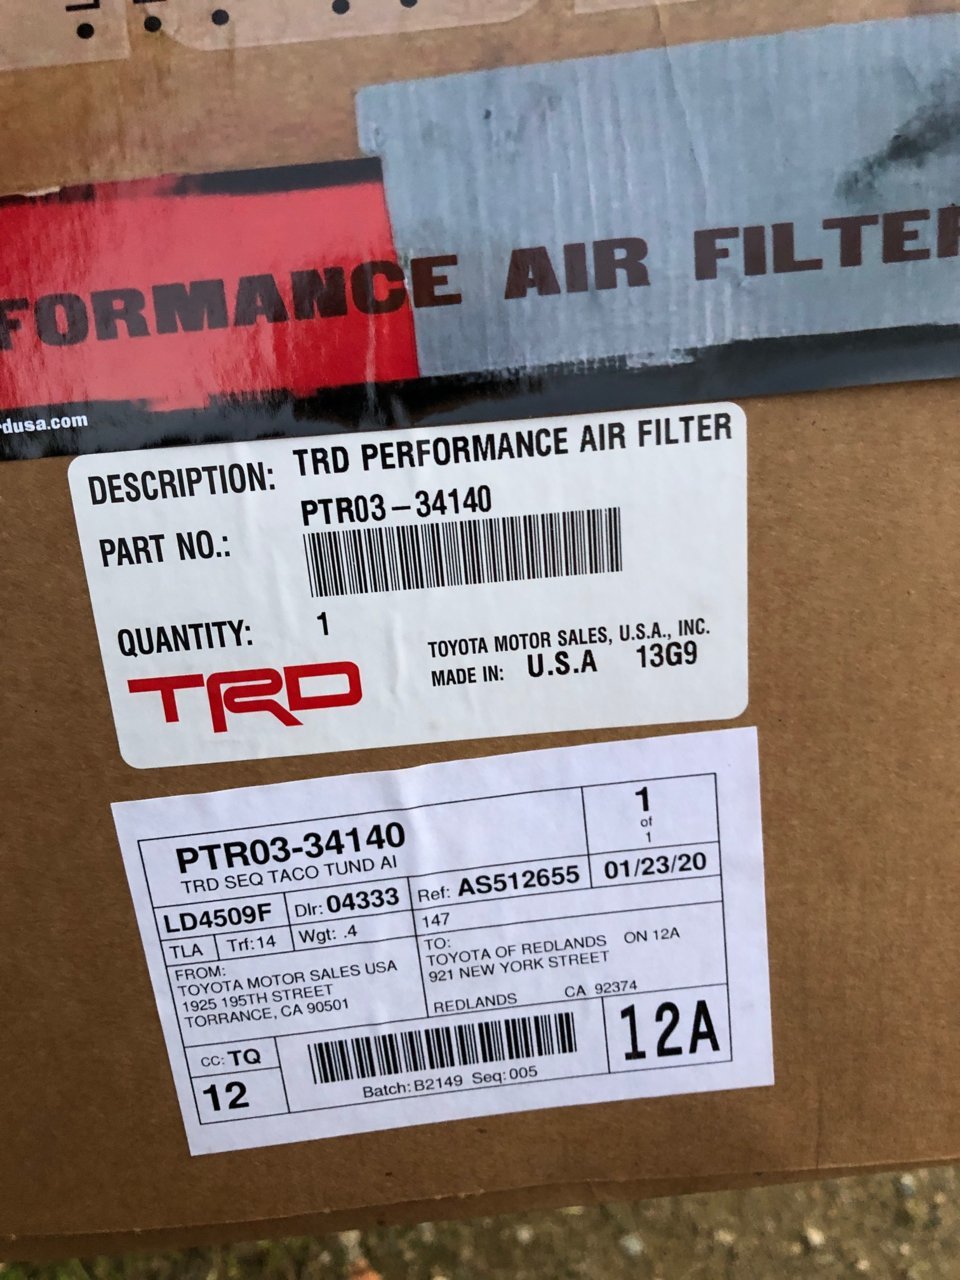 FORMANCE AIR FILTER
rdusa.com
DESCRIPTION: TRD PERFORMANCE AIR FILTER
PART NO.: PTR03-34140
QUANTITY: 1
TRD
TOYOTA MOTOR SALES, U.S.A., INC.
MADE IN: U.S.A 13G9
PTR03-34140
TRD SEQ TACO TUND AI
1
of
1
LD4509F Dlr: 04333 Ref: AS512655 01/23/20
TLA Trf: 14 Wgt: .4 147
FROM:
TOYOTA MOTOR SALES USA
1925 195TH STREET
TORRANCE, CA 90501
TO:
TOYOTA OF REDLANDS ON 12A
921 NEW YORK STREET
REDLANDS CA 92374
CC: TQ
12
Batch: B2149 Seq: 005
12A